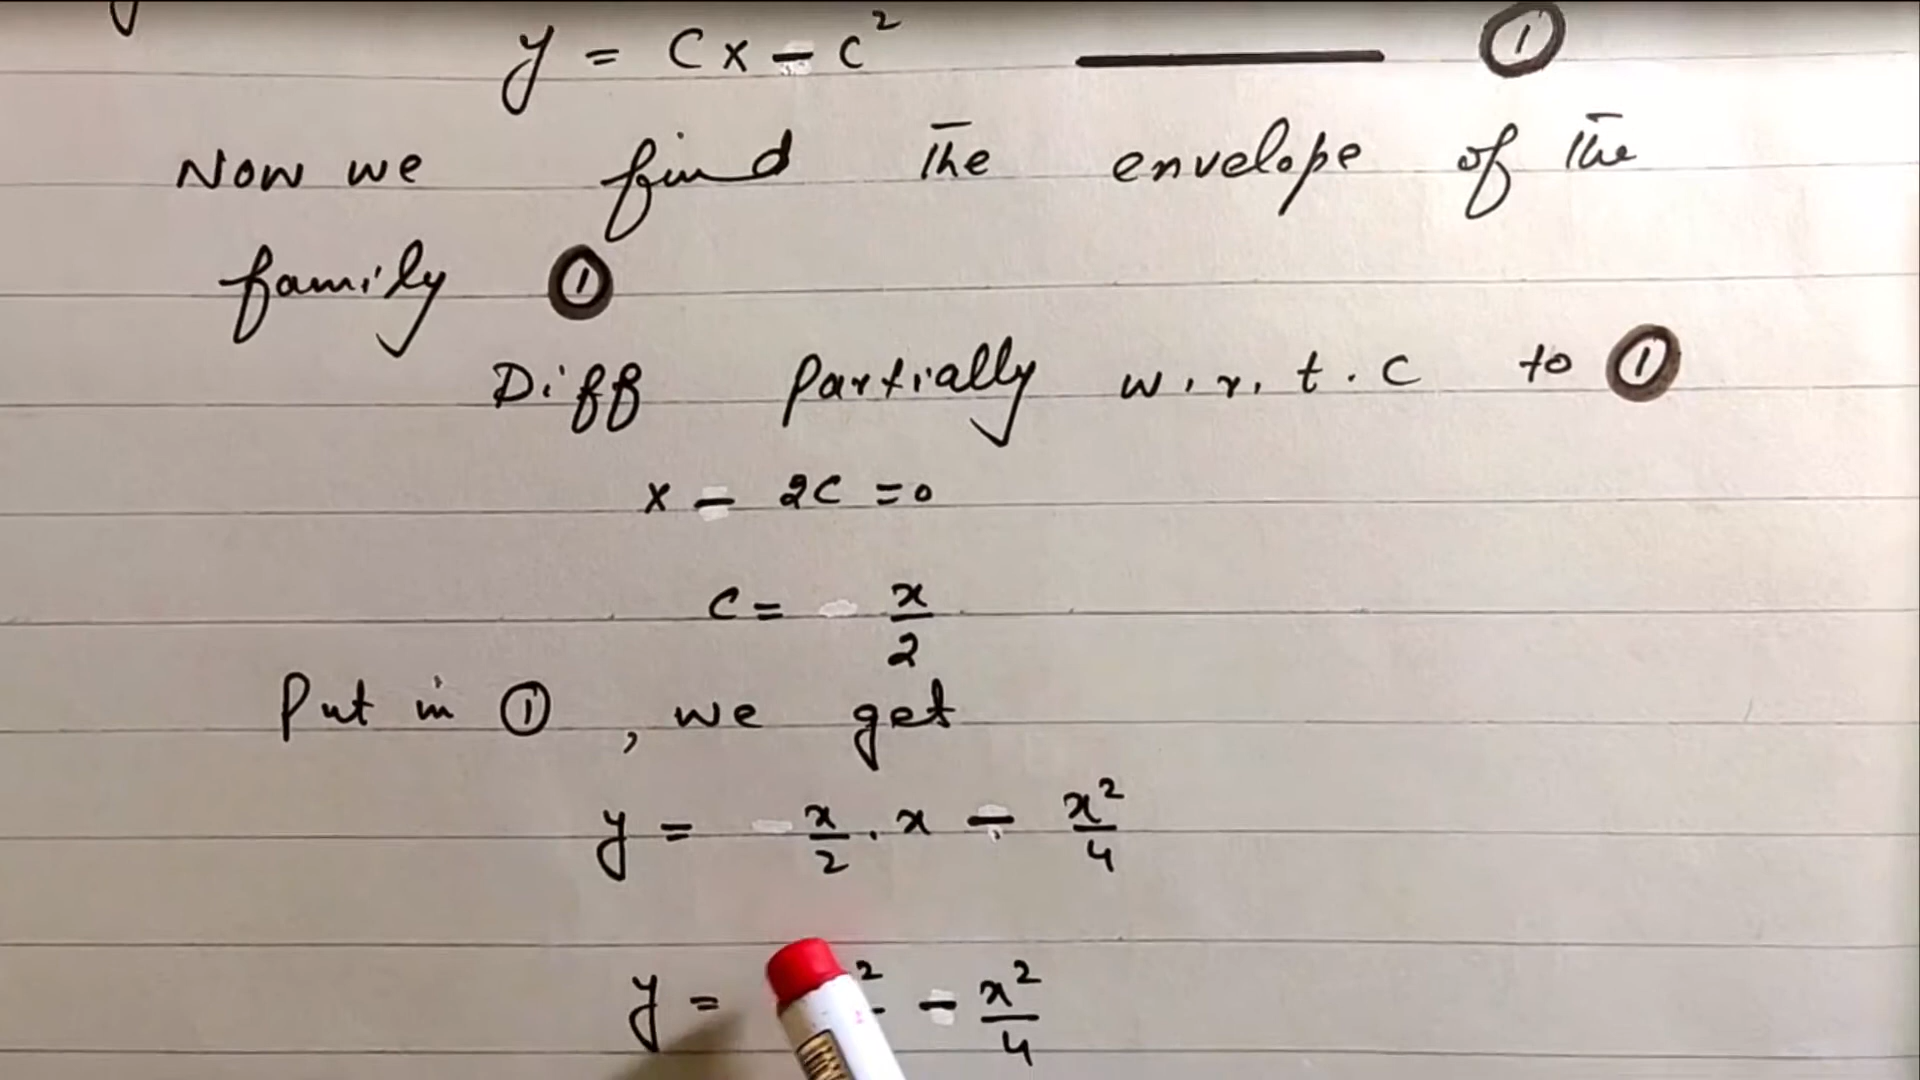 y = Cx - c² ——— ①
Now we find the envelope of the
family ①
Diff Partially w.r.t.c to ①
x - 2c = 0
c = x/2
Put in ①, we get
y = x/2 . x - x²/4
y = ² - x²/4